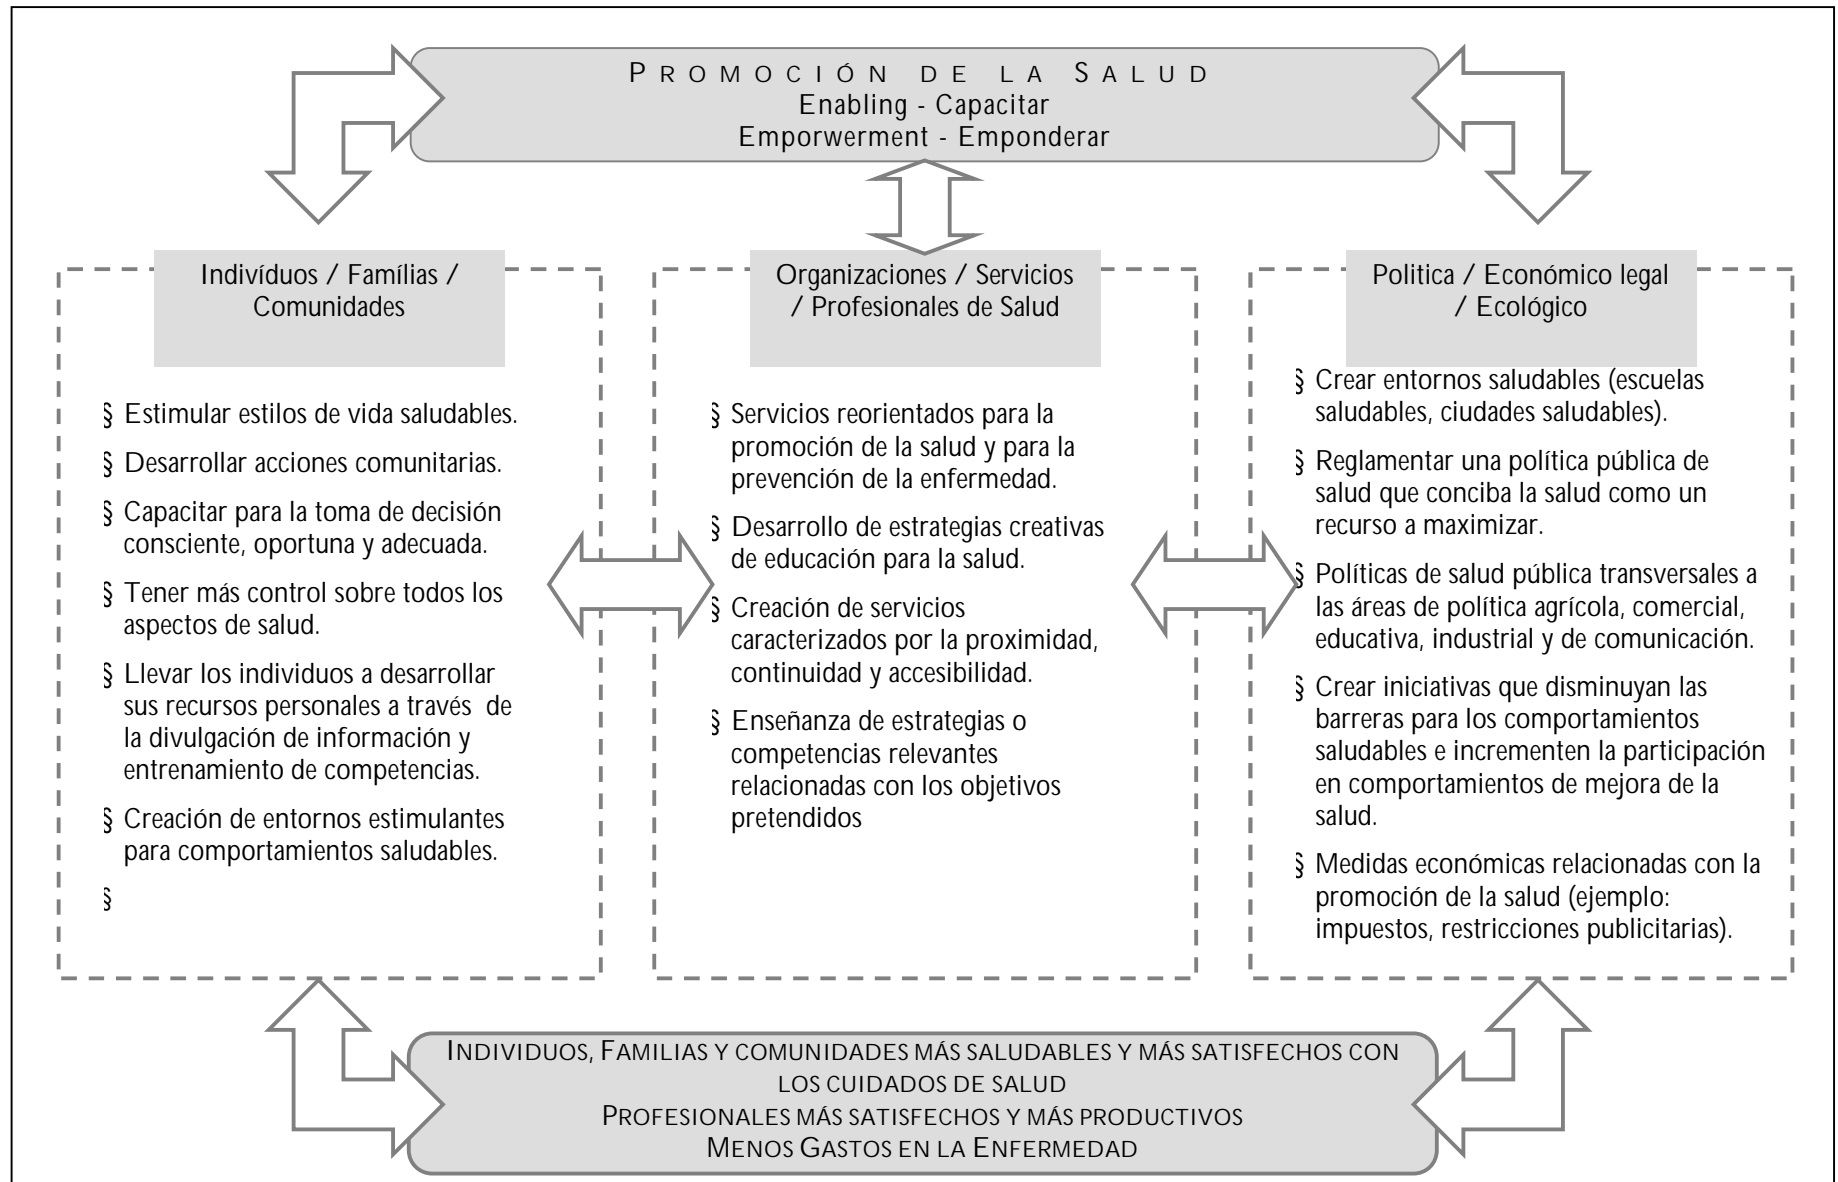 PROMOCIÓN DE LA SALUD
Enabling - Capacitar
Emporwerment - Emponderar
Indivíduos / Famílias /
Comunidades
§ Estimular estilos de vida saludables.
§ Desarrollar acciones comunitarias.
§ Capacitar para la toma de decisión
consciente, oportuna y adecuada.
§ Tener más control sobre todos los
aspectos de salud.
§ Llevar los individuos a desarrollar
sus recursos personales a través de
la divulgación de información y
entrenamiento de competencias.
§ Creación de entornos estimulantes
para comportamientos saludables.
§
Organizaciones / Servicios
/ Profesionales de Salud
§ Servicios reorientados para la
promoción de la salud y para la
prevención de la enfermedad.
§ Desarrollo de estrategias creativas
de educación para la salud.
§ Creación de servicios
caracterizados por la proximidad,
continuidad y accesibilidad.
§ Enseñanza de estrategias o
competencias relevantes
relacionadas con los objetivos
pretendidos
Politica / Económico legal
/ Ecológico
§ Crear entornos saludables (escuelas
saludables, ciudades saludables).
§ Reglamentar una política pública de
salud que conciba la salud como un
recurso a maximizar.
§ Políticas de salud pública transversales a
las áreas de política agrícola, comercial,
educativa, industrial y de comunicación.
§ Crear iniciativas que disminuyan las
barreras para los comportamientos
saludables e incrementen la participación
en comportamientos de mejora de la
salud.
§ Medidas económicas relacionadas con la
promoción de la salud (ejemplo:
impuestos, restricciones publicitarias).
INDIVIDUOS, FAMILIAS Y COMUNIDADES MÁS SALUDABLES Y MÁS SATISFECHOS CON
LOS CUIDADOS DE SALUD
PROFESIONALES MÁS SATISFECHOS Y MÁS PRODUCTIVOS
MENOS GASTOS EN LA ENFERMEDAD